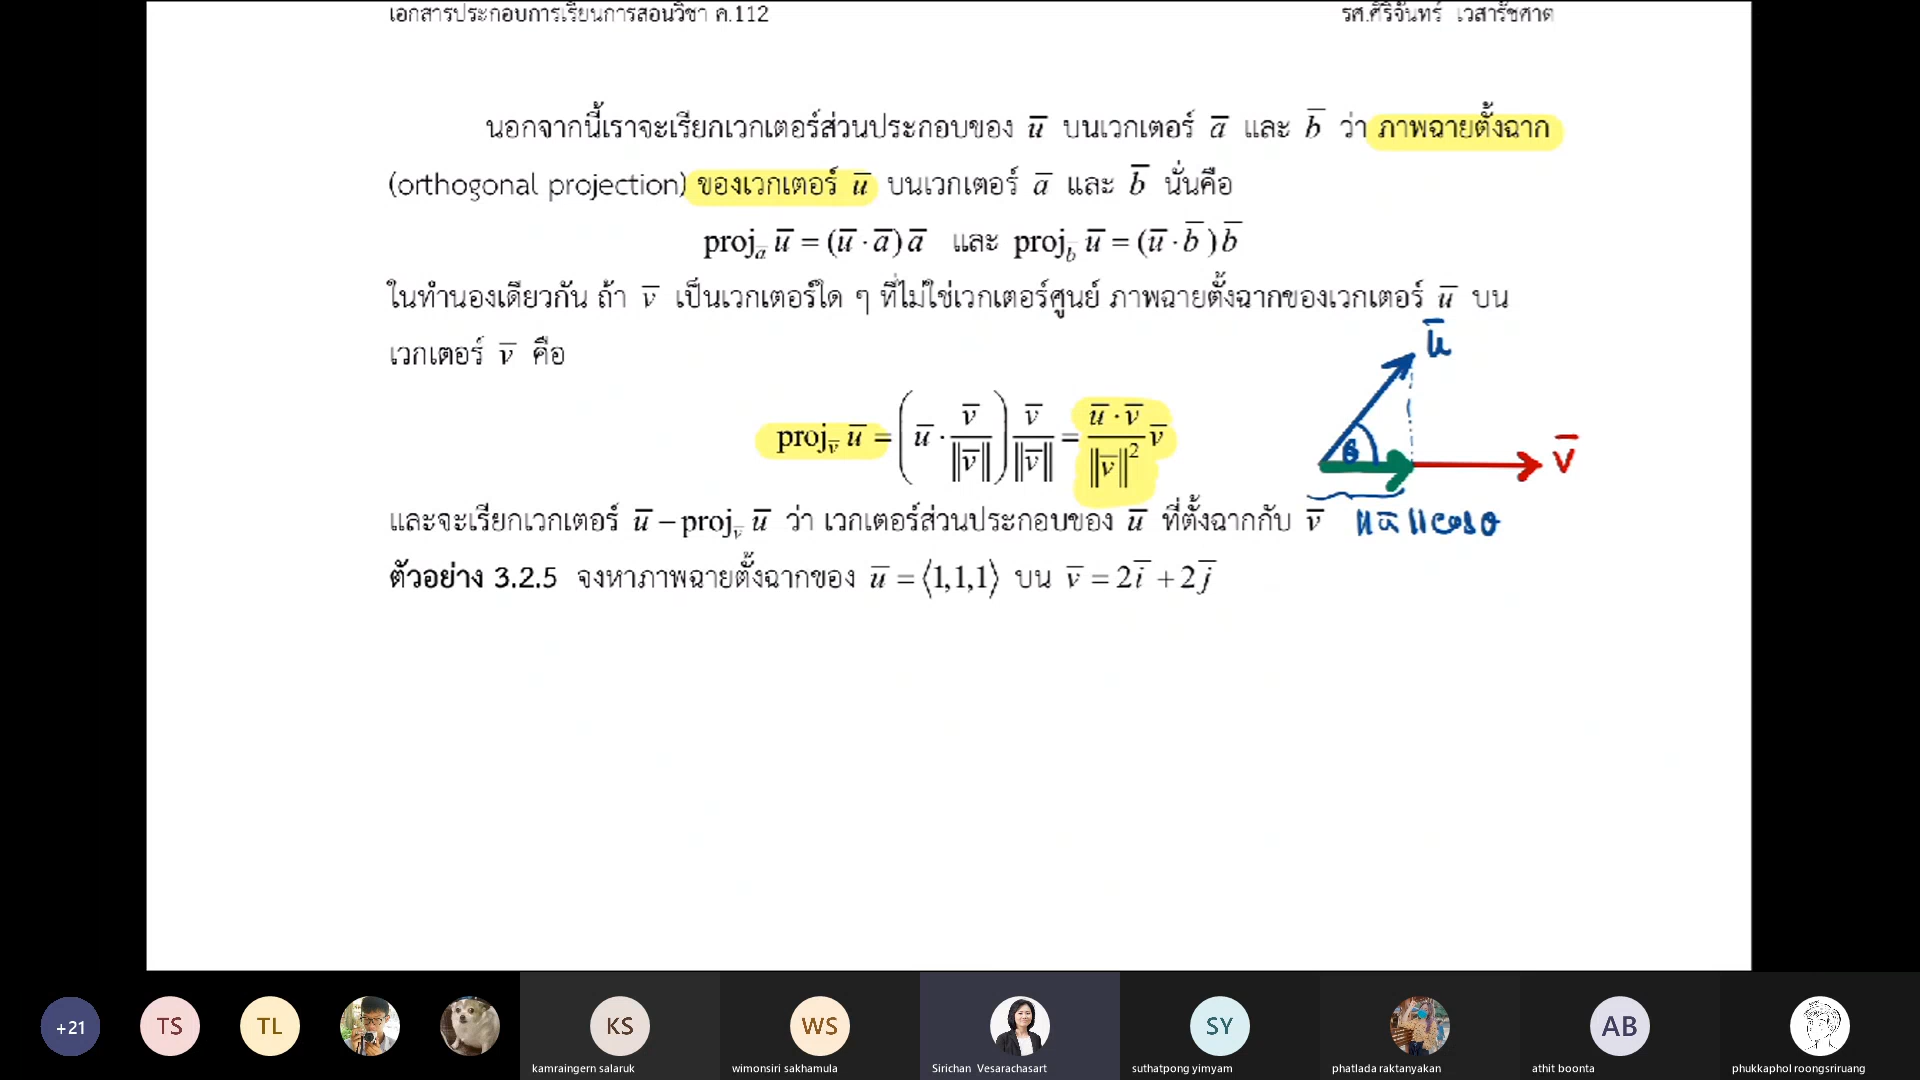 เอกสารประกอบการเรียนการสอนวิชา ค.112 รศ.ศิริจันทร์ เวสารัชศาต
นอกจากนี้เราจะเรียกเวกเตอร์ส่วนประกอบของ u̅ บนเวกเตอร์ a̅ และ b̅ ว่า ภาพฉายตั้งฉาก
(orthogonal projection) ของเวกเตอร์ u̅ บนเวกเตอร์ a̅ และ b̅ นั่นคือ
proj_a̅ u̅ = (u̅ · a̅) a̅ และ proj_b̅ u̅ = (u̅ · b̅) b̅
ในทำนองเดียวกัน ถ้า v̅ เป็นเวกเตอร์ใด ๆ ที่ไม่ใช่เวกเตอร์ศูนย์ ภาพฉายตั้งฉากของเวกเตอร์ u̅ บน
เวกเตอร์ v̅ คือ
u̅
proj_v̅ u̅ = (u̅ · v̅/‖v̅‖) v̅/‖v̅‖ = (u̅ · v̅)/‖v̅‖² v̅
θ
v̅
และจะเรียกเวกเตอร์ u̅ – proj_v̅ u̅ ว่า เวกเตอร์ส่วนประกอบของ u̅ ที่ตั้งฉากกับ v̅
‖u̅‖cosθ
ตัวอย่าง 3.2.5 จงหาภาพฉายตั้งฉากของ u̅ = ⟨1,1,1⟩ บน v̅ = 2i̅ + 2j̅
+21 TS TL KS WS SY AB
kamraingern salaruk wimonsiri sakhamula Sirichan Vesarachasart suthatpong yimyam phatlada raktanyakan athit boonta phukkaphol roongsriruang